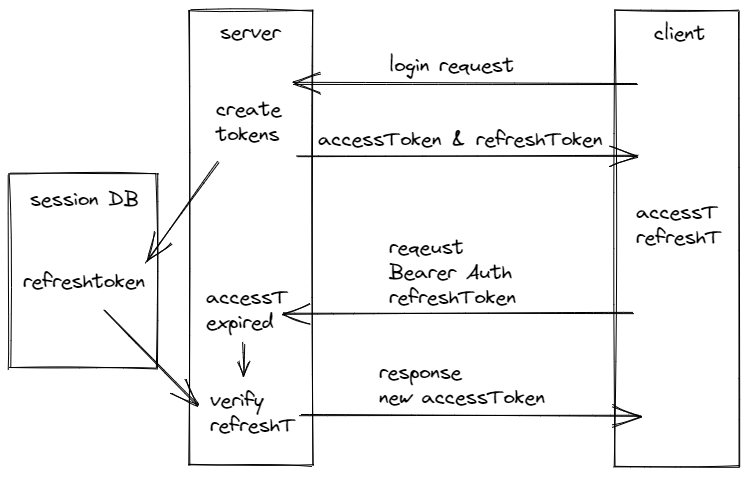 server
client
login request
create
tokens
accessToken & refreshToken
session DB
accessT
refreshT
reqeust
Bearer Auth
refreshToken
refreshtoken
accessT
expired
response
new accessToken
verify
refreshT